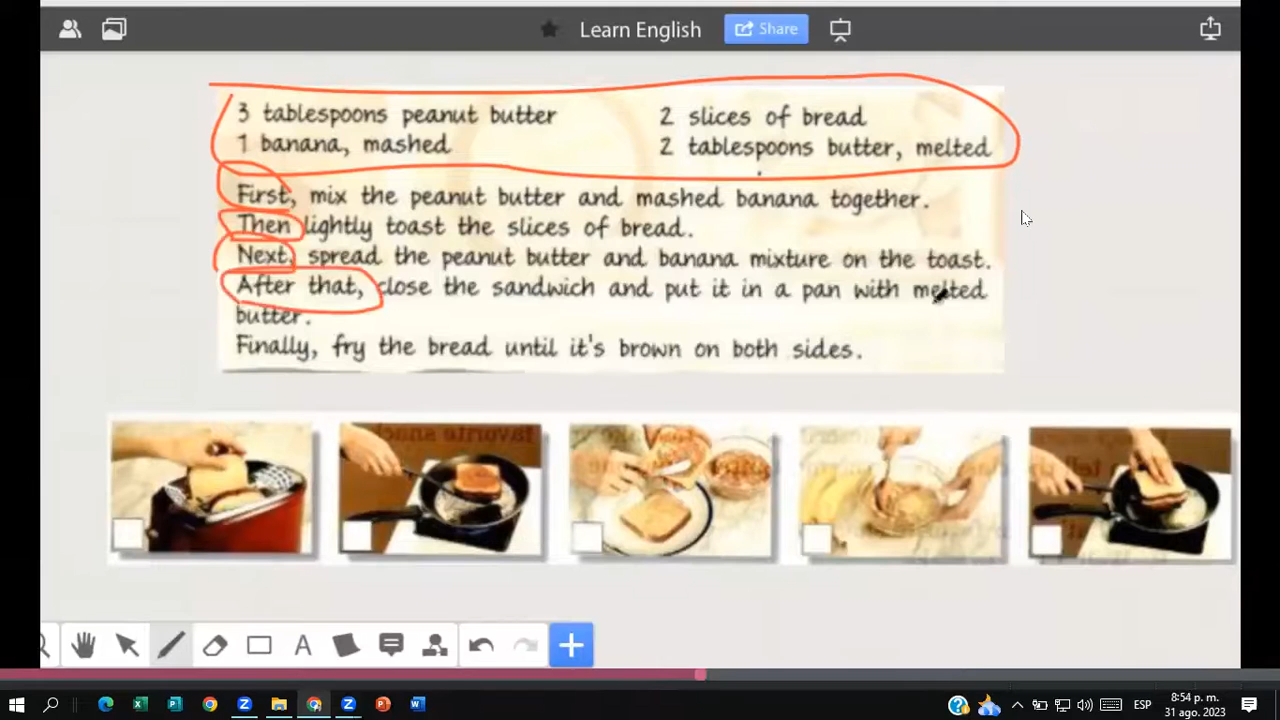 Learn English
Share
3 tablespoons peanut butter
2 slices of bread
1 banana, mashed
2 tablespoons butter, melted
First, mix the peanut butter and mashed banana together.
Then lightly toast the slices of bread.
Next, spread the peanut butter and banana mixture on the toast.
After that, close the sandwich and put it in a pan with melted
butter.
Finally, fry the bread until it's brown on both sides.
A
ESP
8:54 p. m.
31 ago. 2023